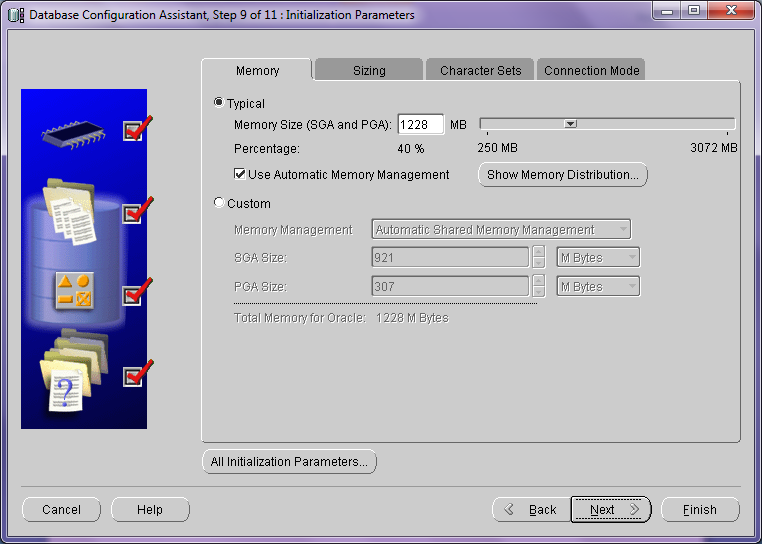 Database Configuration Assistant, Step 9 of 11 : Initialization Parameters
Memory Sizing Character Sets Connection Mode
Typical
Memory Size (SGA and PGA): 1228 MB
Percentage: 40 % 250 MB 3072 MB
Use Automatic Memory Management Show Memory Distribution...
Custom
Memory Management Automatic Shared Memory Management
SGA Size: 921 M Bytes
PGA Size: 307 M Bytes
Total Memory for Oracle: 1228 M Bytes
?
All Initialization Parameters...
Cancel Help Back Next Finish